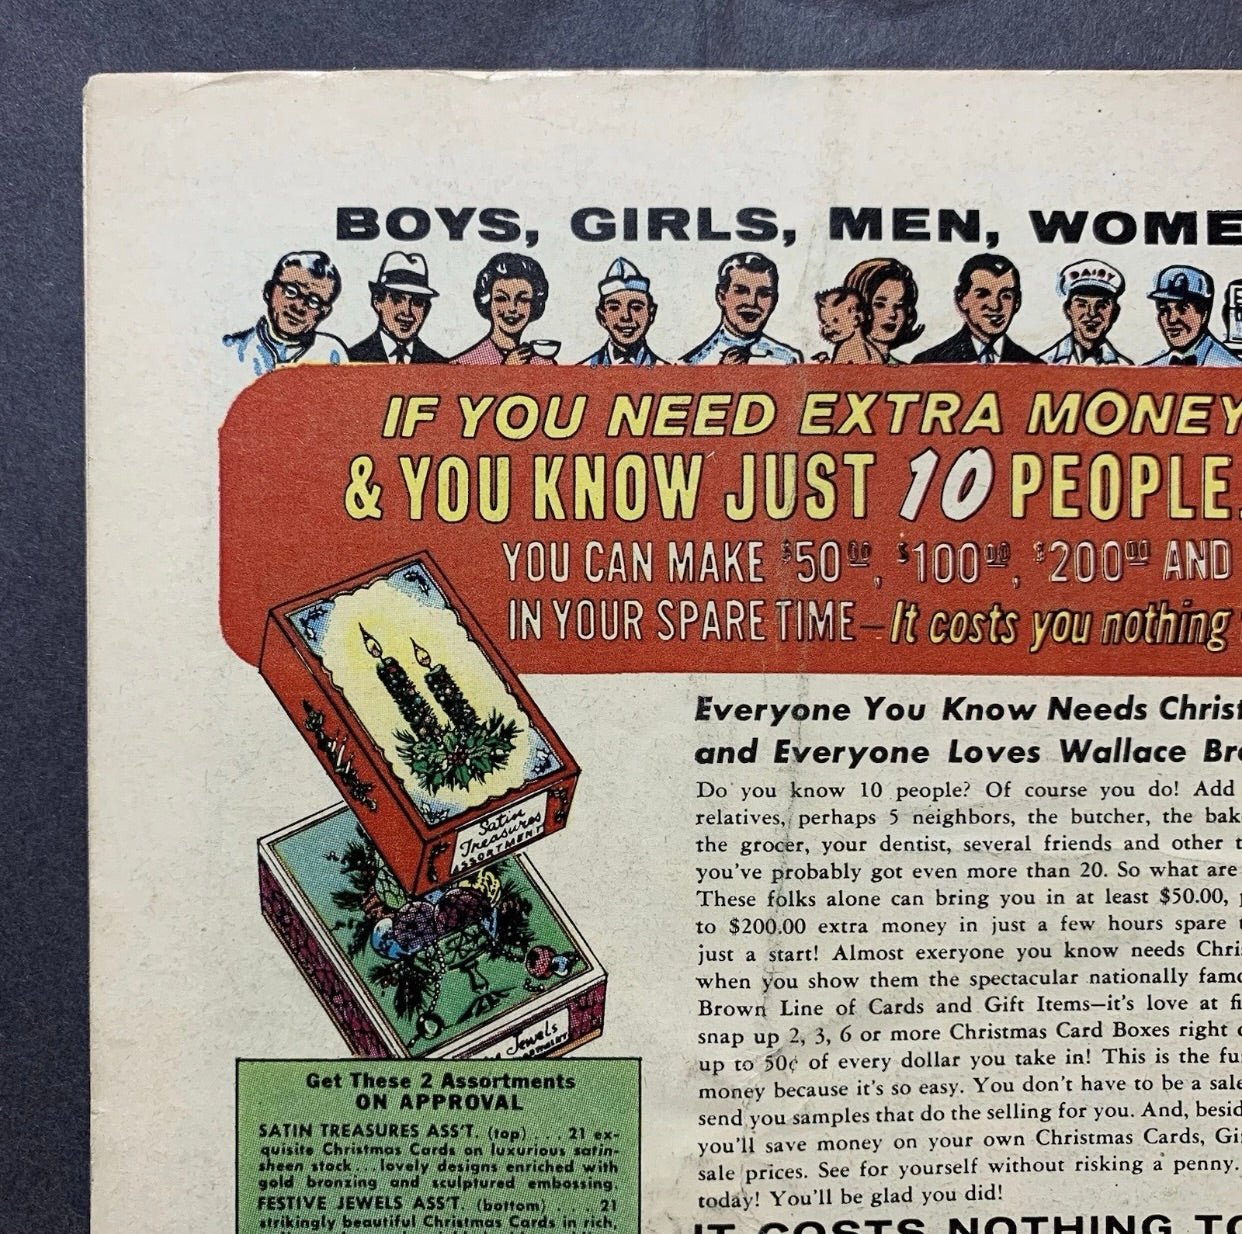 BOYS, GIRLS, MEN, WOME
DAIRY
IF YOU NEED EXTRA MONEY
& YOU KNOW JUST 10 PEOPLE.
YOU CAN MAKE $50.00, $100.00, $200.00 AND
IN YOUR SPARE TIME—It costs you nothing
Satin
Treasures
ASSORTMENT
Jewels
Everyone You Know Needs Christ
and Everyone Loves Wallace Br
Do you know 10 people? Of course you do! Add
relatives, perhaps 5 neighbors, the butcher, the bak
the grocer, your dentist, several friends and other t
you've probably got even more than 20. So what are
These folks alone can bring you in at least $50.00, p
to $200.00 extra money in just a few hours spare t
just a start! Almost exeryone you know needs Chris
when you show them the spectacular nationally famo
Brown Line of Cards and Gift Items—it's love at fi
snap up 2, 3, 6 or more Christmas Card Boxes right o
up to 50¢ of every dollar you take in! This is the fu
money because it's so easy. You don't have to be a sale
send you samples that do the selling for you. And, besid
you'll save money on your own Christmas Cards, Gi
sale prices. See for yourself without risking a penny.
today! You'll be glad you did!
IT COSTS NOTHING TO
Get These 2 Assortments
ON APPROVAL
SATIN TREASURES ASS'T. (top) . . . 21 ex-
quisite Christmas Cards on luxurious satin-
sheen stock...lovely designs enriched with
gold bronzing and sculptured embossing.
FESTIVE JEWELS ASS'T. (bottom) . . . 21
strikingly beautiful Christmas Cards in rich,